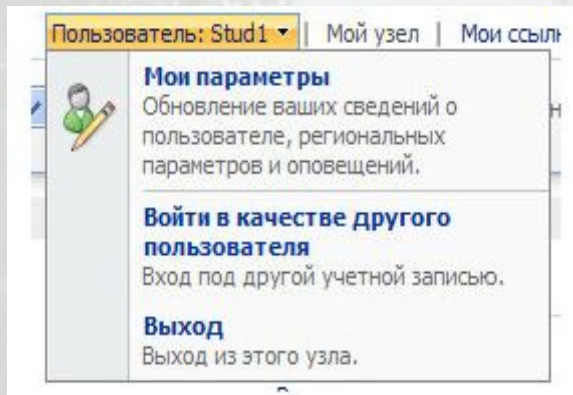 Пользователь: Stud1 | Мой узел | Мои
Мои параметры
Обновление ваших сведений о
пользователе, региональных
параметров и оповещений.
Войти в качестве другого
пользователя
Вход под другой учетной записью.
Выход
Выход из этого узла.